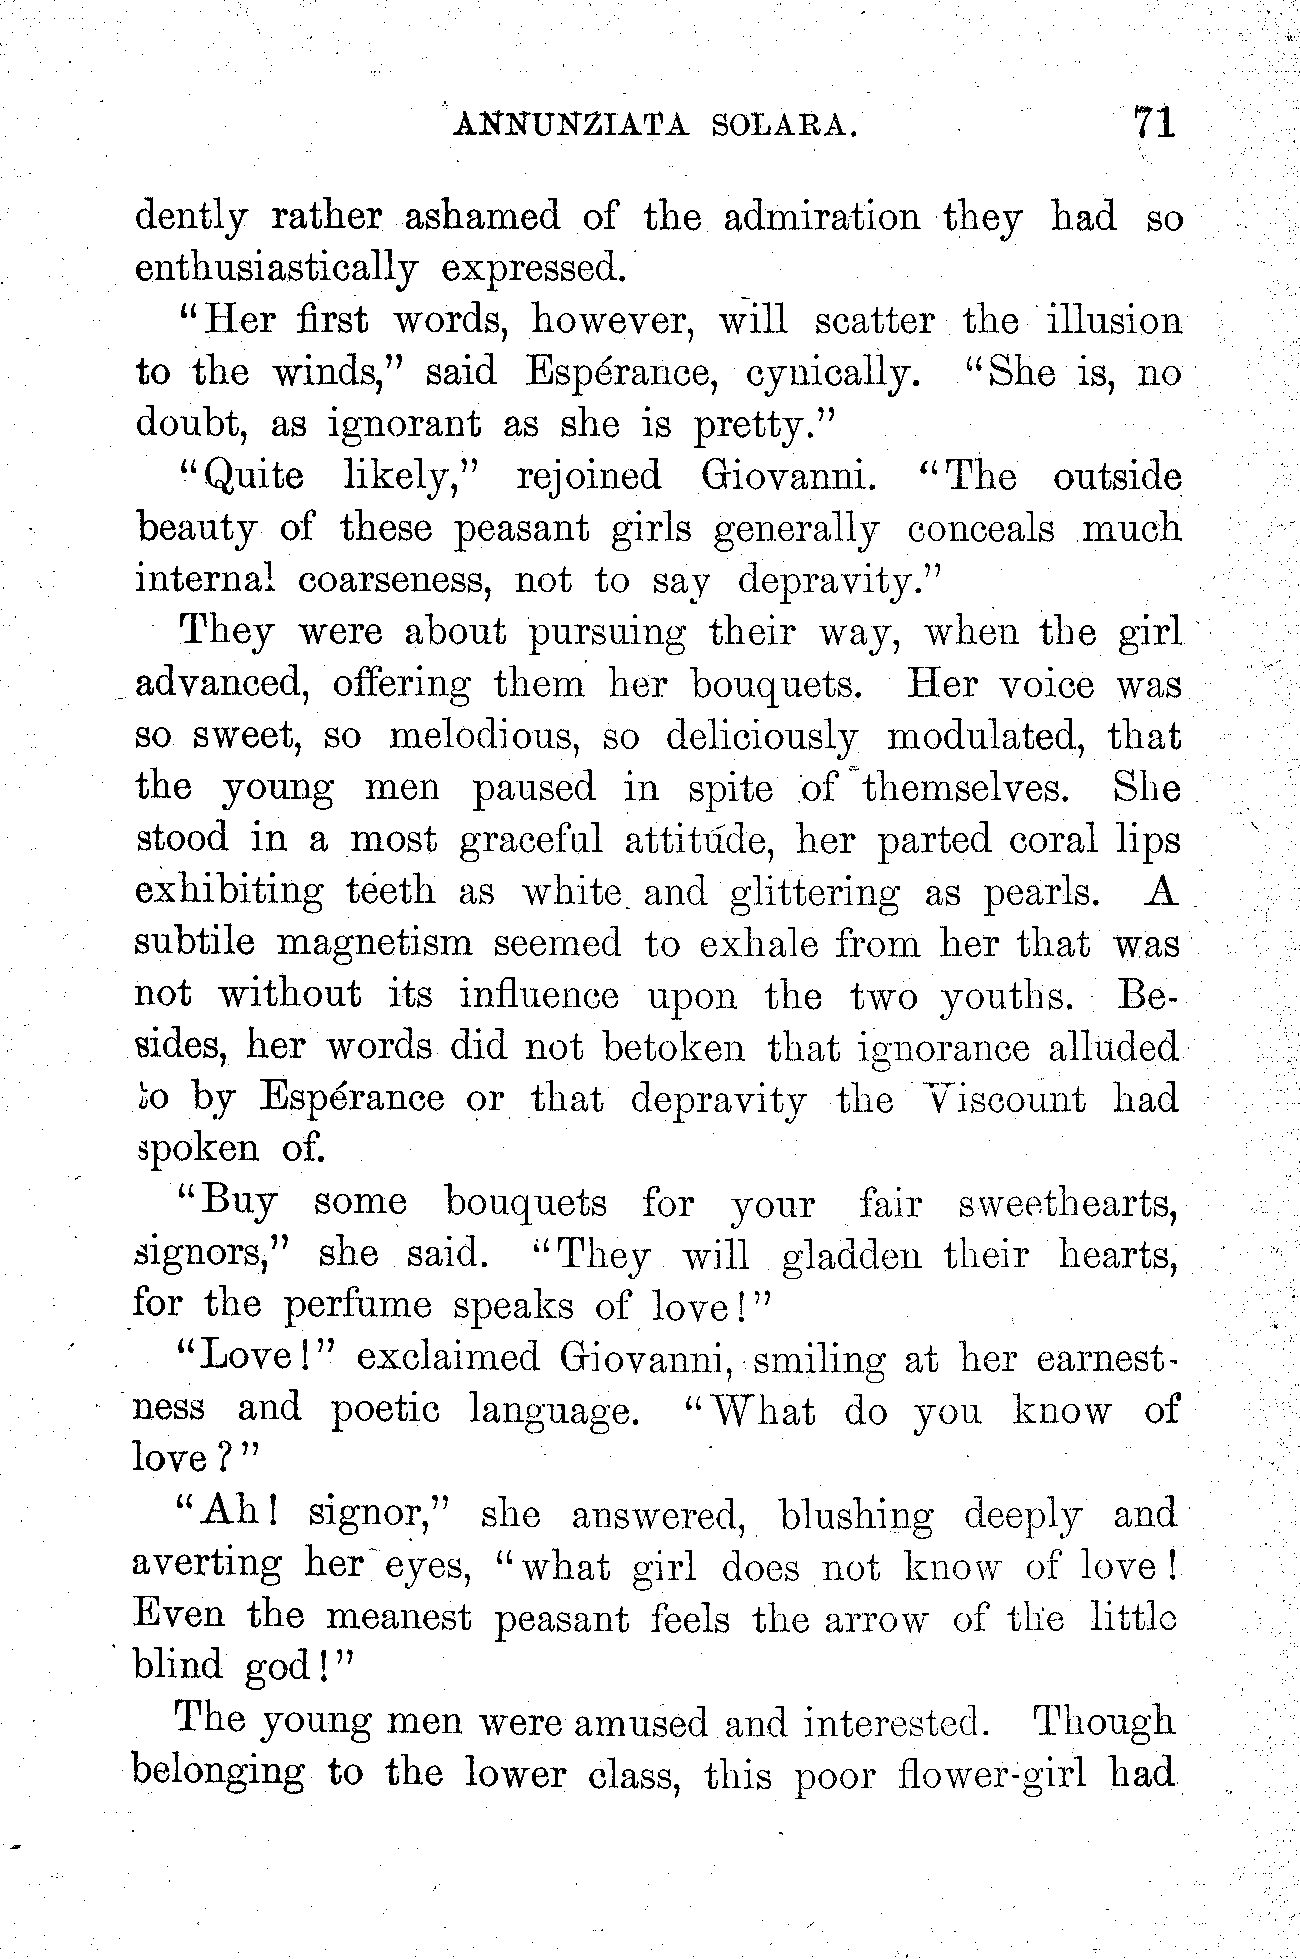 ANNUNZIATA SOLARA. 71
dently rather ashamed of the admiration they had so
enthusiastically expressed.
"Her first words, however, will scatter the illusion
to the winds," said Espérance, cynically. "She is, no
doubt, as ignorant as she is pretty."
"Quite likely," rejoined Giovanni. "The outside
beauty of these peasant girls generally conceals much
internal coarseness, not to say depravity."
They were about pursuing their way, when the girl
advanced, offering them her bouquets. Her voice was
so sweet, so melodious, so deliciously modulated, that
the young men paused in spite of themselves. She
stood in a most graceful attitude, her parted coral lips
exhibiting teeth as white and glittering as pearls. A
subtile magnetism seemed to exhale from her that was
not without its influence upon the two youths. Be-
sides, her words did not betoken that ignorance alluded
to by Espérance or that depravity the Viscount had
spoken of.
"Buy some bouquets for your fair sweethearts,
signors," she said. "They will gladden their hearts,
for the perfume speaks of love!"
"Love!" exclaimed Giovanni, smiling at her earnest-
ness and poetic language. "What do you know of
love?"
"Ah! signor," she answered, blushing deeply and
averting her eyes, "what girl does not know of love!
Even the meanest peasant feels the arrow of the little
blind god!"
The young men were amused and interested. Though
belonging to the lower class, this poor flower-girl had